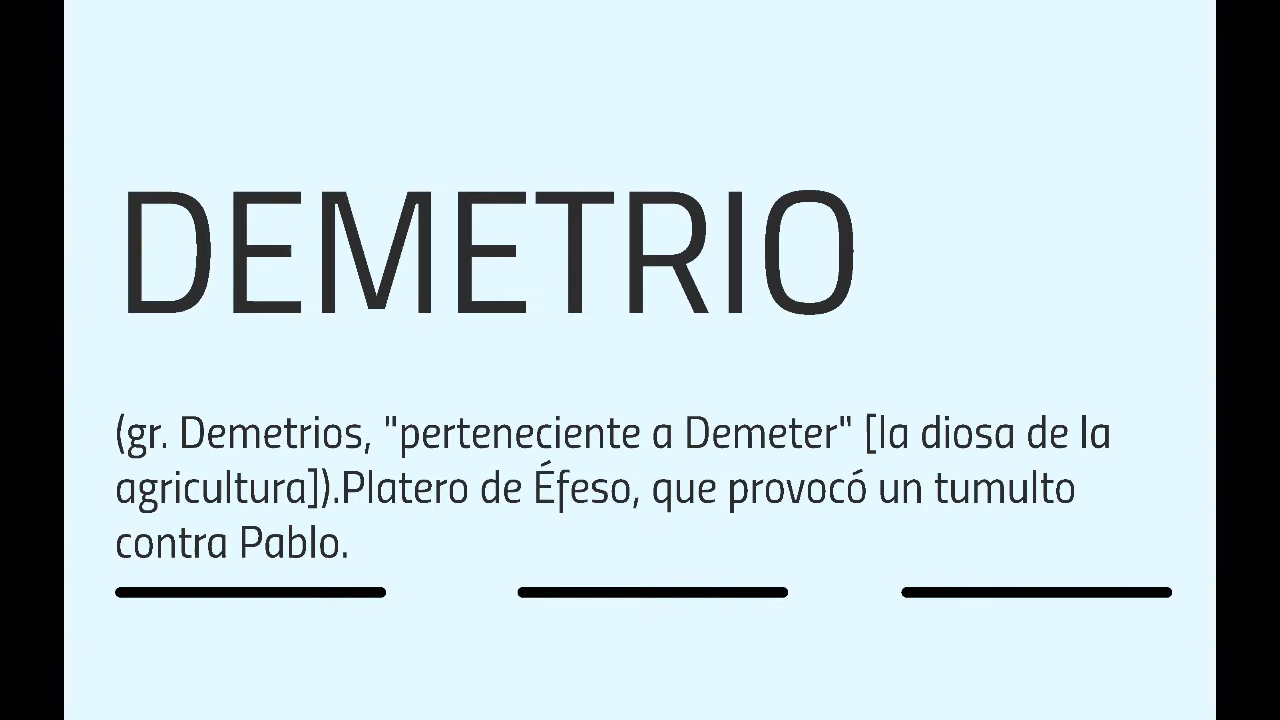 DEMETRIO
(gr. Demetrios, "perteneciente a Demeter" [la diosa de la
agricultura]).Platero de Éfeso, que provocó un tumulto
contra Pablo.